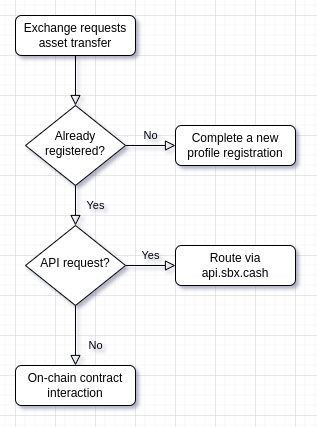 Exchange requests
asset transfer
Already
registered?
No
Complete a new
profile registration
Yes
API request?
Yes
Route via
api.sbx.cash
No
On-chain contract
interaction